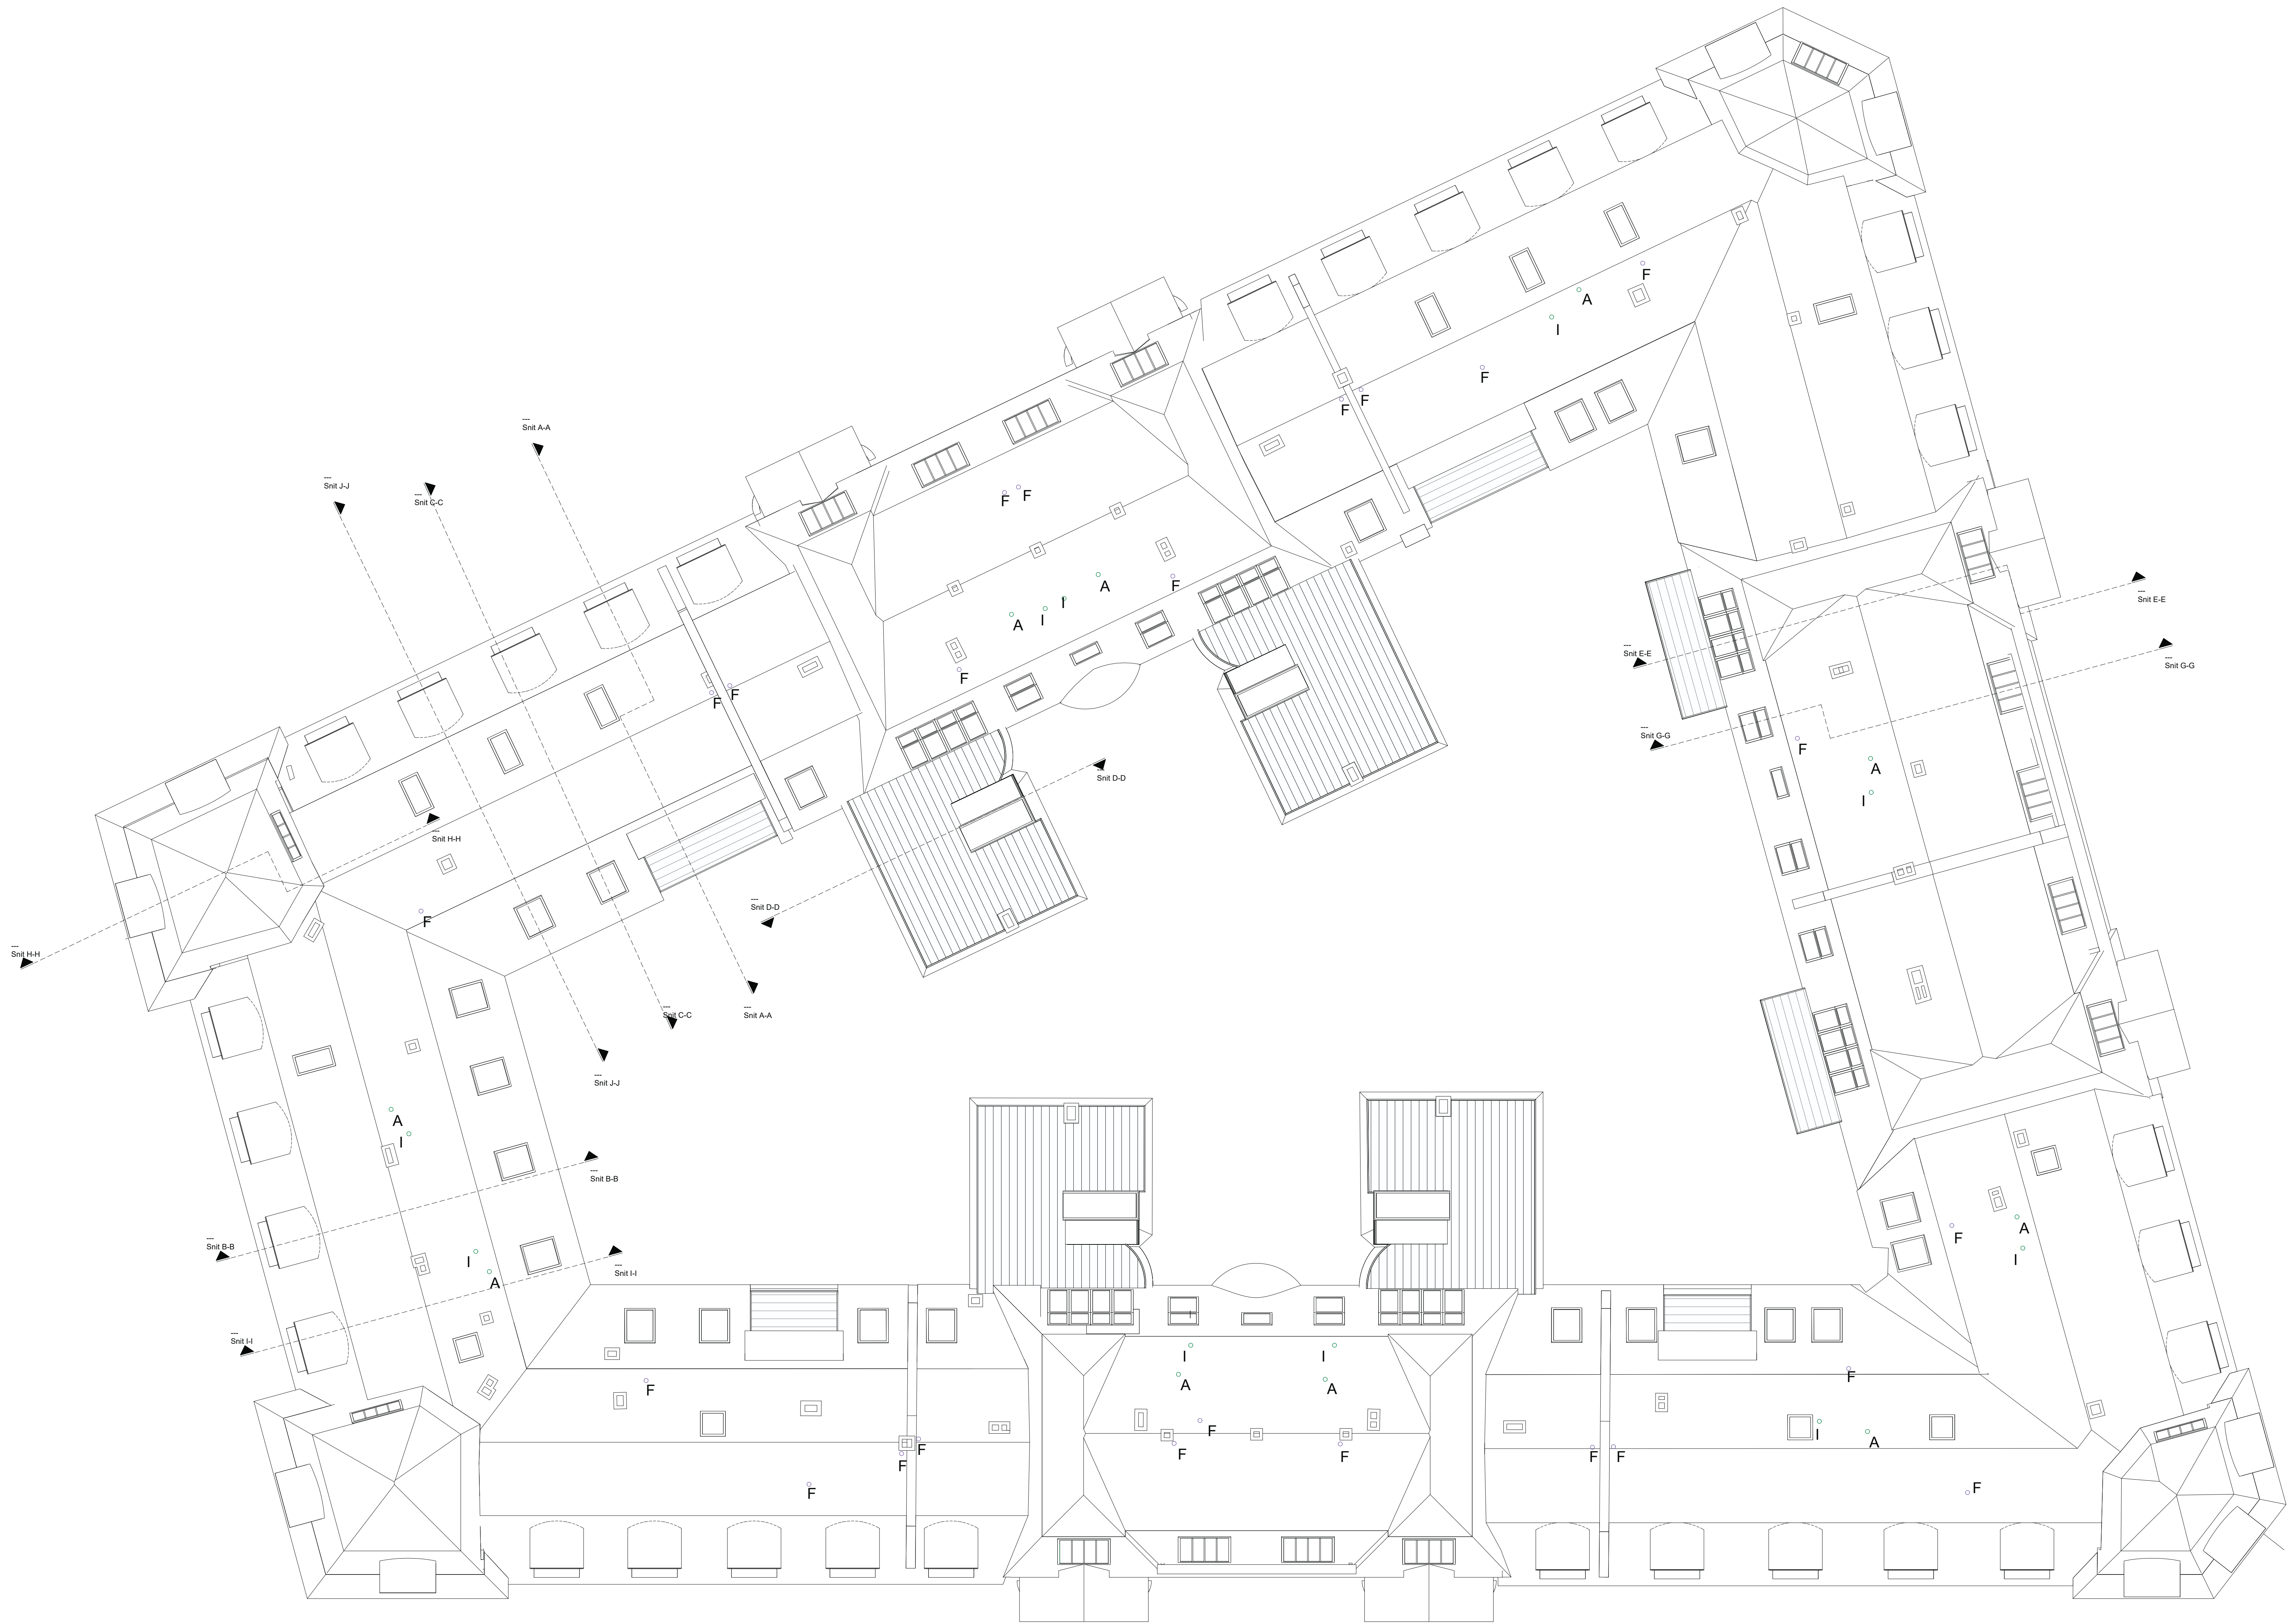 F
A
I
F
F
F
---
Snit A-A
---
Snit J-J
---
Snit C-C
F
F
A
F
I
A
I
---
Snit E-E
---
Snit E-E
---
Snit G-G
---
Snit G-G
F
F
F
F
A
I
---
Snit D-D
---
Snit H-H
---
Snit D-D
F
---
Snit H-H
---
Snit C-C
---
Snit A-A
---
Snit J-J
A
I
---
Snit B-B
---
Snit B-B
I
A
---
Snit I-I
---
Snit I-I
F
A
I
I
I
A
A
F
F
F
F
F
F
F
F
F
F
I
A
F
F